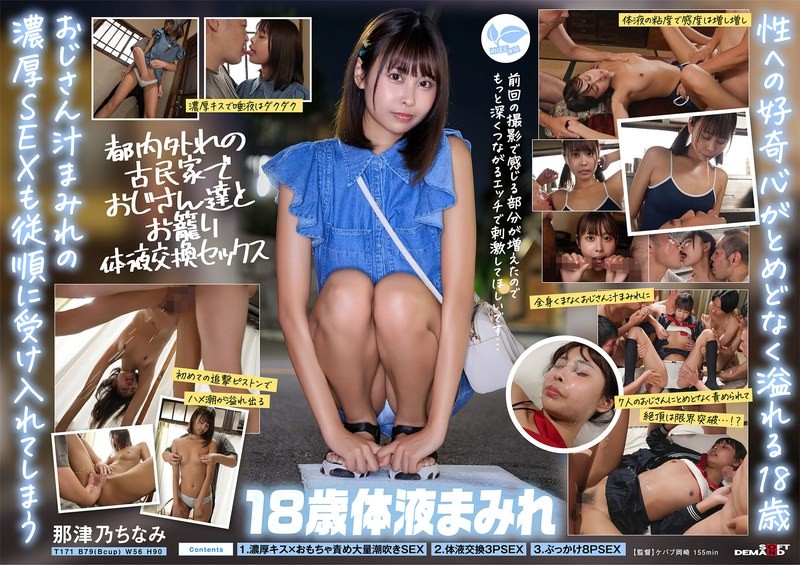 性への好奇心がとめどなく溢れる18歳
おじさん汁まみれの
濃厚SEXも従順に受け入れてしまう
濃厚キスで唾液はダクダク
都内外れの
古民家で
おじさん達と
お籠り
体液交換セックス
前回の撮影で感じる部分が増えたので
もっと深くつながるエッチで刺激してほしいです…
体液の粘度で感度は増し増し
全身くまなくおじさん汁まみれに
7人のおじさんにとめどなく責められて
絶頂は限界突破…!?
初めての追撃ピストンで
ハメ潮が溢れ出る
18歳体液まみれ
那津乃ちなみ
T171 B79(Bcup) W56 H90
Contents
1.濃厚キス×おもちゃ責め大量潮吹きSEX
2.体液交換3PSEX
3.ぶっかけ8PSEX
【監督】ケバブ岡崎 155min